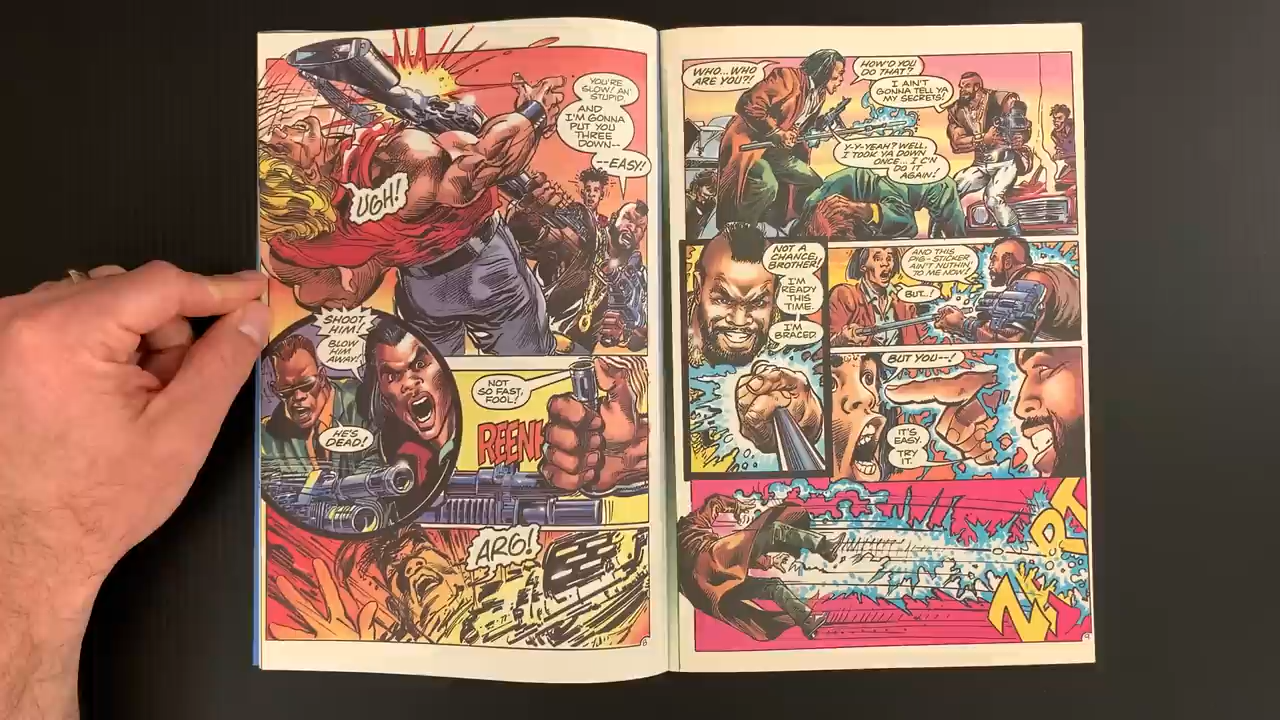 YOU'RE
SLOW! AN'
STUPID.
AND
I'M GONNA
PUT YOU
THREE
DOWN--
--EASY!
UGH!
SHOOT
HIM!
BLOW
HIM
AWAY!
HE'S
DEAD!
NOT
SO FAST,
FOOL!
REENK
ARG!
8
WHO...WHO
ARE YOU?!
HOW'D YOU
DO THAT?
I AIN'T
GONNA TELL YA
MY SECRETS!
Y-Y-YEAH? WELL,
I TOOK YA DOWN
ONCE... I C'N
DO IT
AGAIN!
NOT A
CHANCE,
BROTHER!
I'M
READY
THIS
TIME.
I'M
BRACED.
AND THIS
PIG-STICKER
AIN'T NUTHIN'
TO ME NOW!
BUT..!
BUT YOU--!
IT'S
EASY.
TRY
IT.
9